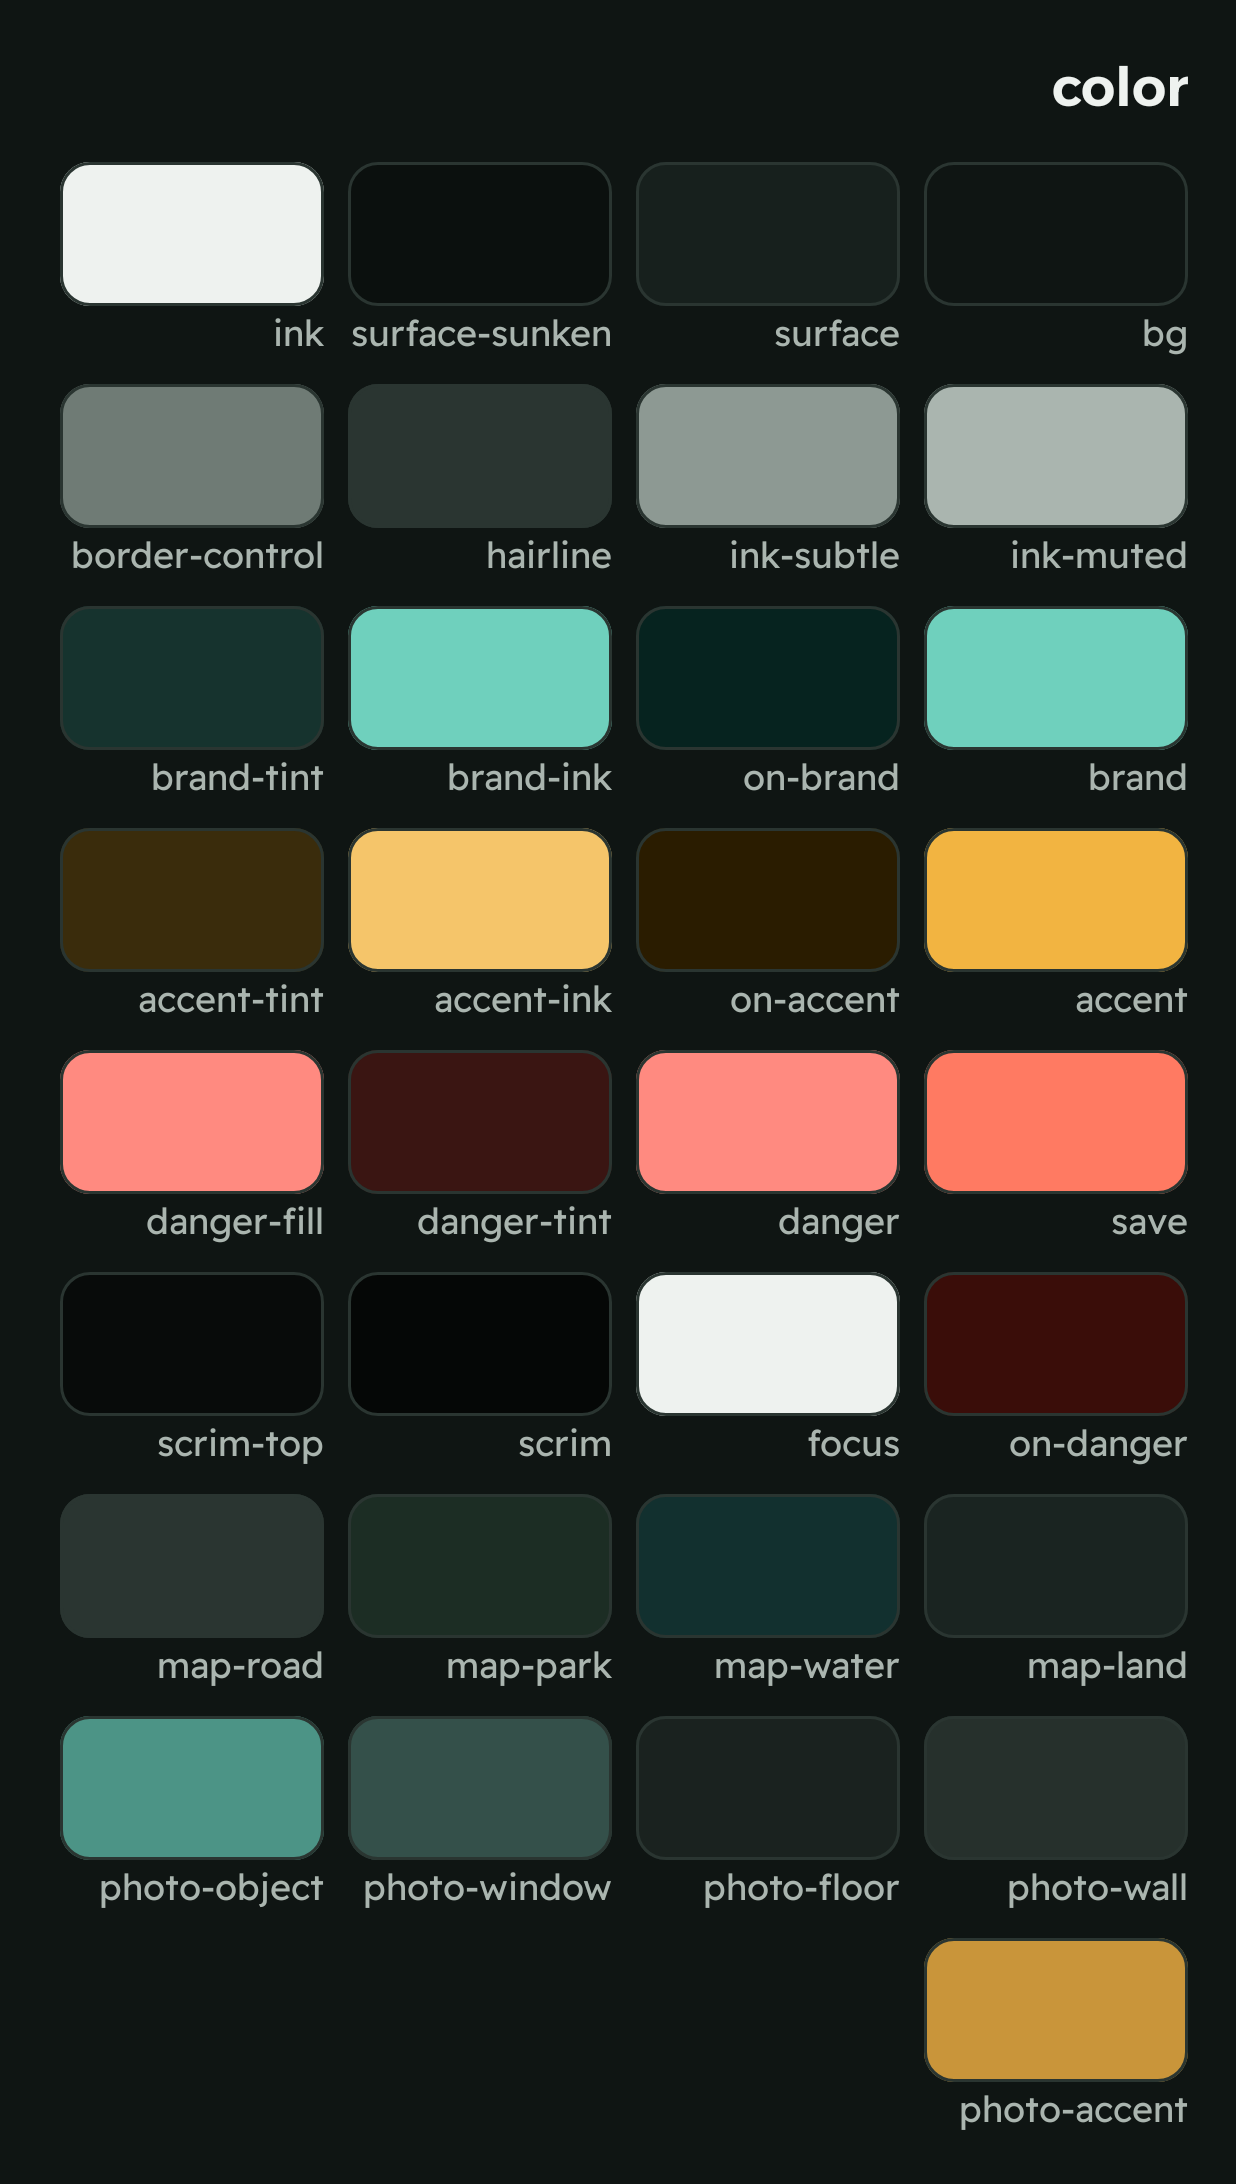 color
ink surface-sunken surface bg
border-control hairline ink-subtle ink-muted
brand-tint brand-ink on-brand brand
accent-tint accent-ink on-accent accent
danger-fill danger-tint danger save
scrim-top scrim focus on-danger
map-road map-park map-water map-land
photo-object photo-window photo-floor photo-wall
photo-accent